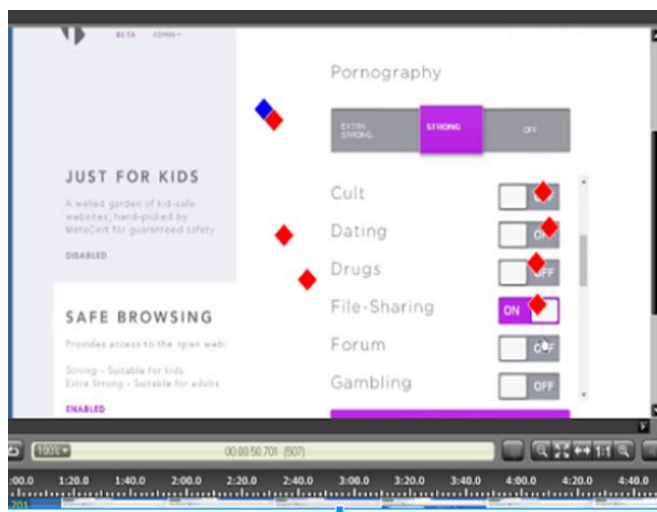 BETA ADMIN
Pornography
EXTRA STRONG STRONG OFF
JUST FOR KIDS
A walled garden of kid-safe
websites, hand-picked by
MetaCert for guaranteed safety
DISABLED
Cult
Dating
Drugs OFF
File-Sharing ON
Forum OFF
Gambling OFF
SAFE BROWSING
Provides access to the open web:
Strong - Suitable for kids
Extra Strong - Suitable for adults
ENABLED
100% 00:00:50.701 (507) 1:1
:00.0 1:20.0 1:40.0 2:00.0 2:20.0 2:40.0 3:00.0 3:20.0 3:40.0 4:00.0 4:20.0 4:40.0